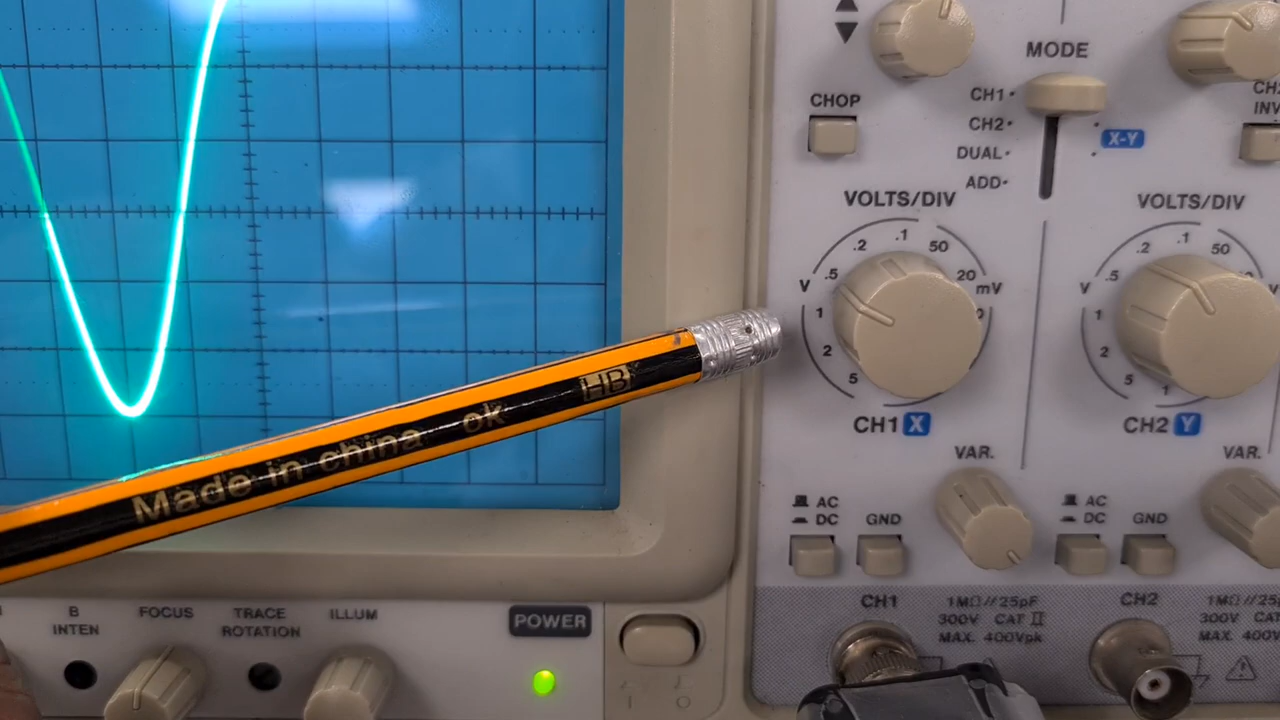 MODE
CHOP
CH1
CH2
DUAL
ADD
X-Y
CH2
INV
VOLTS/DIV
.5 .2 .1 50 20
V mV
1
2
5
CH1 X
VOLTS/DIV
.5 .2 .1 50
V
1
2
5
1
CH2 Y
Made in china ok HB
VAR.
VAR.
AC
DC
GND
AC
DC
GND
B
INTEN
FOCUS
TRACE
ROTATION
ILLUM
POWER
CH1
1MΩ//25pF
300V CAT II
MAX. 400Vpk
CH2
1MΩ//25
300V CAT
MAX. 400V